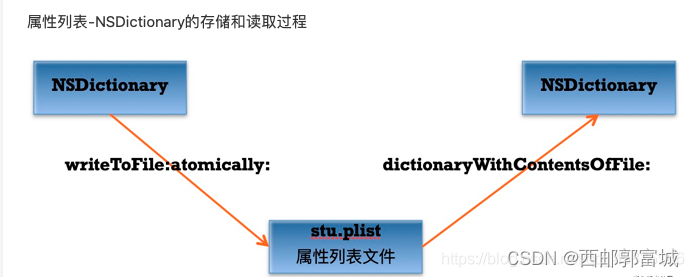 属性列表-NSDictionary的存储和读取过程
NSDictionary
NSDictionary
writeToFile:atomically:
dictionaryWithContentsOfFile:
stu.plist
属性列表文件
CSDN @西邮郭富城